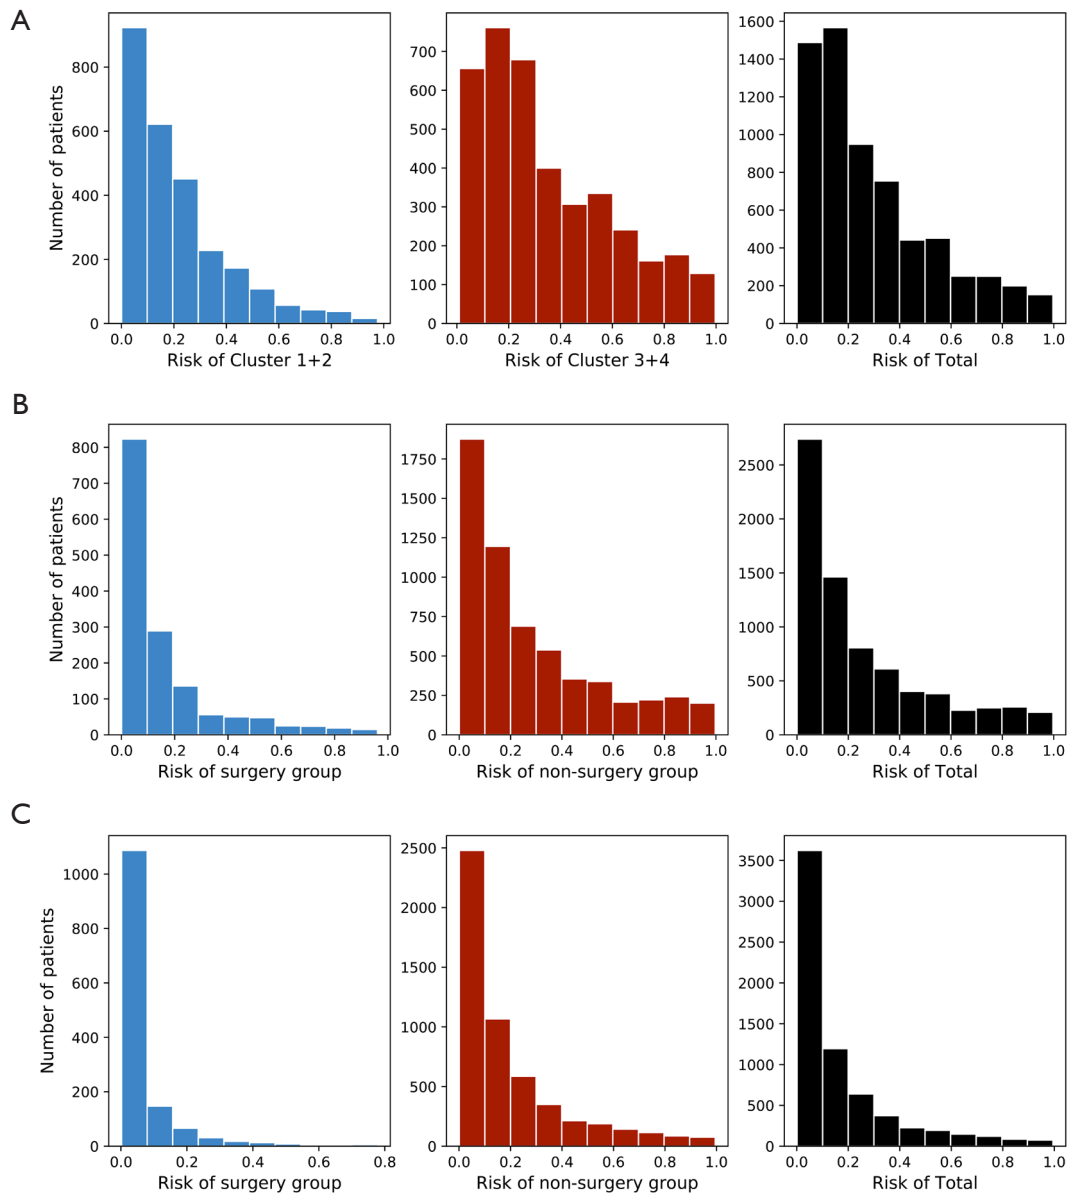 A
Number of patients
800
600
400
200
0
0.0 0.2 0.4 0.6 0.8 1.0
Risk of Cluster 1+2
700
600
500
400
300
200
100
0
0.0 0.2 0.4 0.6 0.8 1.0
Risk of Cluster 3+4
1600
1400
1200
1000
800
600
400
200
0
0.0 0.2 0.4 0.6 0.8 1.0
Risk of Total
B
Number of patients
800
700
600
500
400
300
200
100
0
0.0 0.2 0.4 0.6 0.8 1.0
Risk of surgery group
1750
1500
1250
1000
750
500
250
0
0.0 0.2 0.4 0.6 0.8 1.0
Risk of non-surgery group
2500
2000
1500
1000
500
0
0.0 0.2 0.4 0.6 0.8 1.0
Risk of Total
C
Number of patients
1000
800
600
400
200
0
0.0 0.2 0.4 0.6 0.8
Risk of surgery group
2500
2000
1500
1000
500
0
0.0 0.2 0.4 0.6 0.8 1.0
Risk of non-surgery group
3500
3000
2500
2000
1500
1000
500
0
0.0 0.2 0.4 0.6 0.8 1.0
Risk of Total